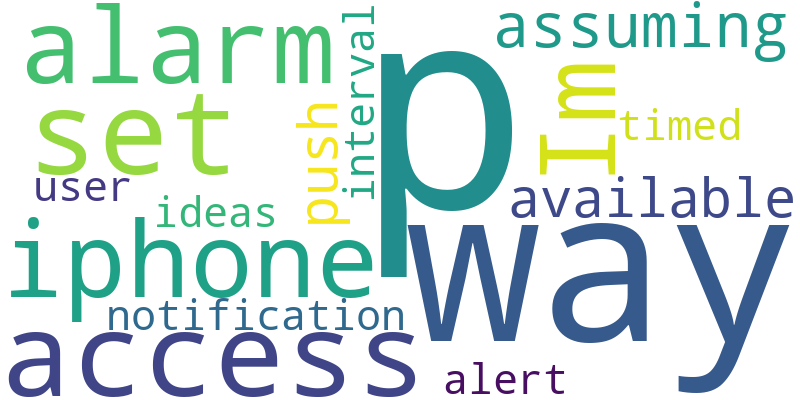 alarm
interval
assuming
set
push
p
Im
timed
user
ideas
available
iphone
way
notification
access
alert